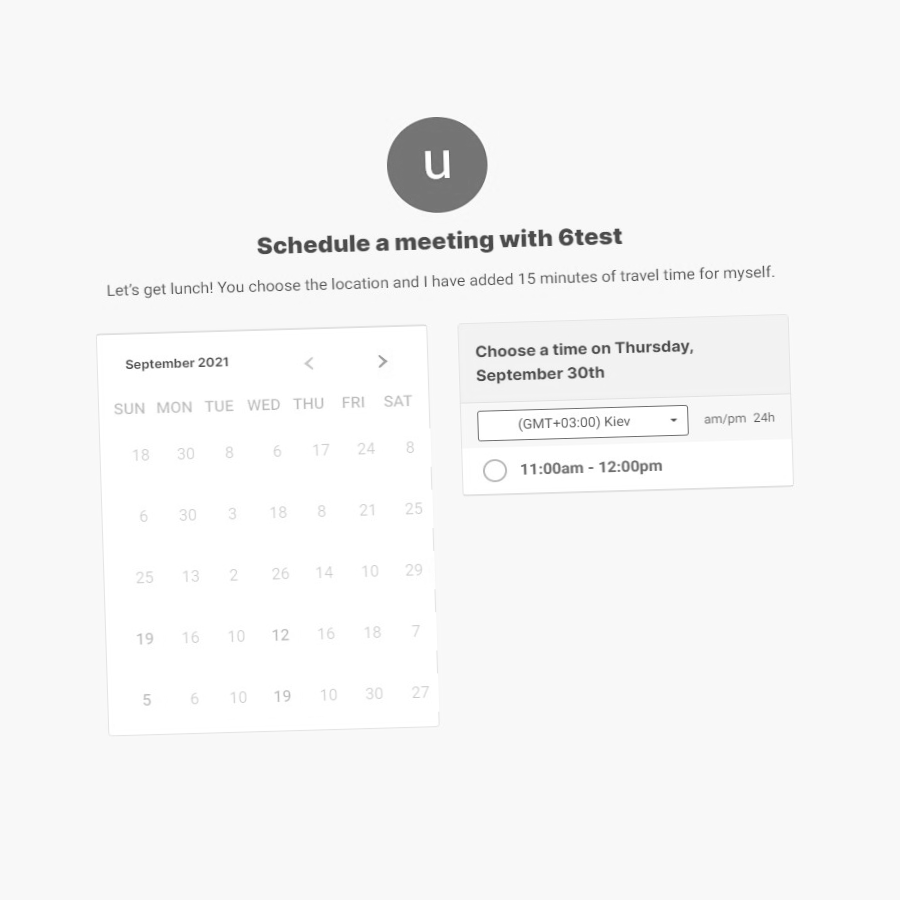 u
Schedule a meeting with 6test
Let's get lunch! You choose the location and I have added 15 minutes of travel time for myself.
September 2021
SUN MON TUE WED THU FRI SAT
18 30 8 6 17 24 8
6 30 3 18 8 21 25
25 13 2 26 14 10 29
19 16 10 12 16 18 7
5 6 10 19 10 30 27
Choose a time on Thursday,
September 30th
(GMT+03:00) Kiev
am/pm 24h
11:00am - 12:00pm